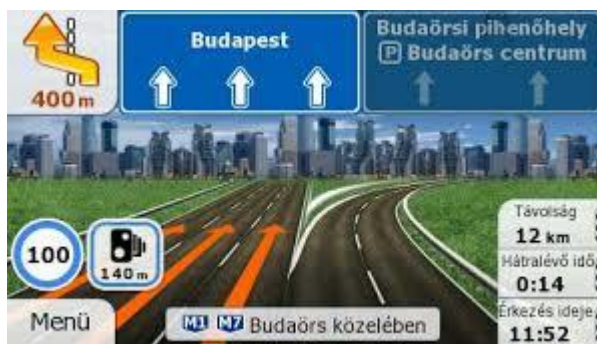 400 m
Budapest
Budaörsi pihenőhely
P Budaörs centrum
100
140 m
Távolság
12 km
Hátralévő idő
0:14
Érkezés ideje
11:52
Menü
M1 M7 Budaörs közelében